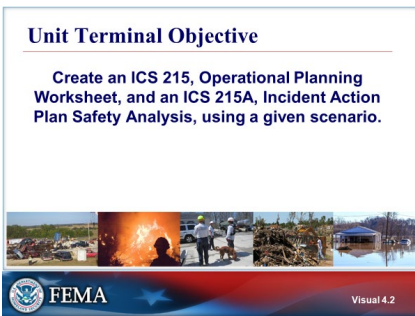 Unit Terminal Objective
Create an ICS 215, Operational Planning
Worksheet, and an ICS 215A, Incident Action
Plan Safety Analysis, using a given scenario.
FEMA
Visual 4.2